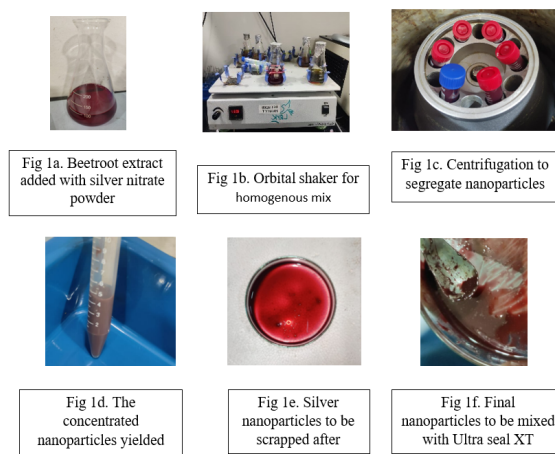 Fig 1a. Beetroot extract
added with silver nitrate
powder
Fig 1b. Orbital shaker for
homogenous mix
Fig 1c. Centrifugation to
segregate nanoparticles
Fig 1d. The
concentrated
nanoparticles yielded
Fig 1e. Silver
nanoparticles to be
scrapped after
Fig 1f. Final
nanoparticles to be mixed
with Ultra seal XT